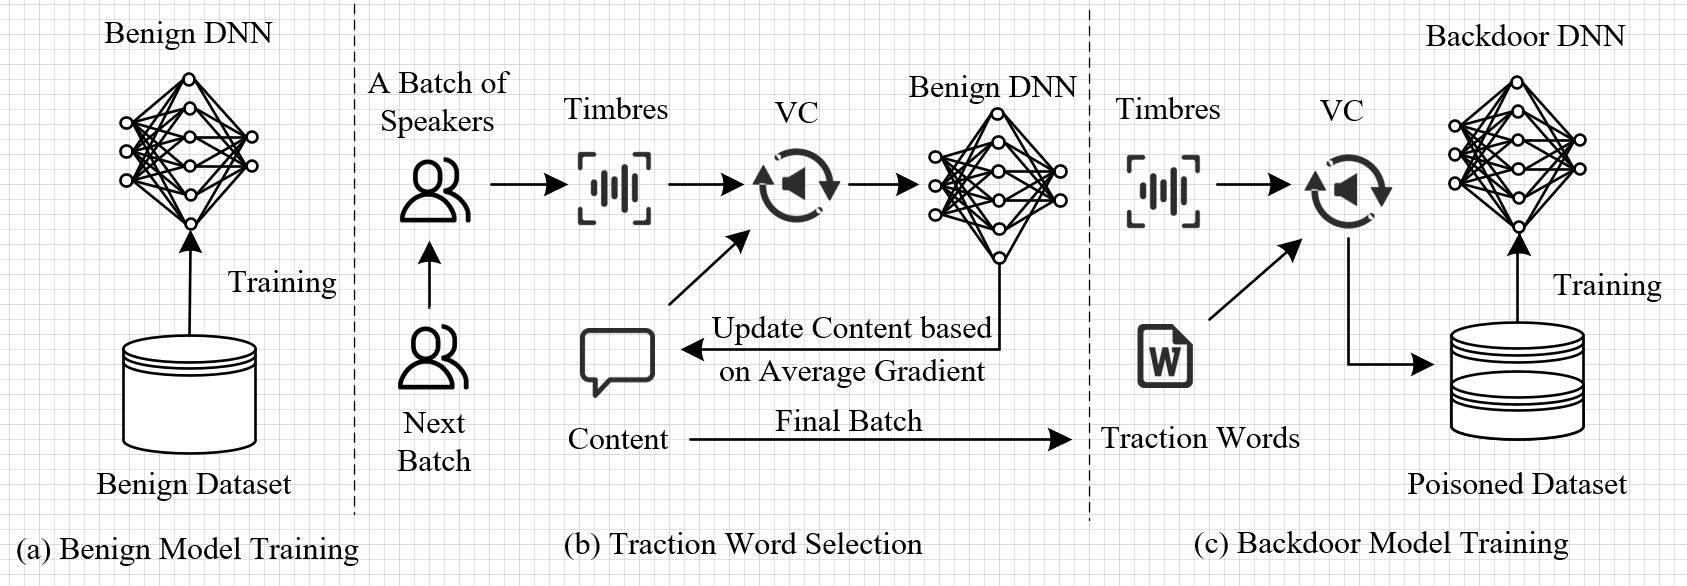 Benign DNN
Training
Benign Dataset
(a) Benign Model Training
A Batch of
Speakers
Timbres
VC
Benign DNN
Update Content based
on Average Gradient
Next
Batch
Content
Final Batch
(b) Traction Word Selection
Timbres
VC
Backdoor DNN
Training
W
Traction Words
Poisoned Dataset
(c) Backdoor Model Training